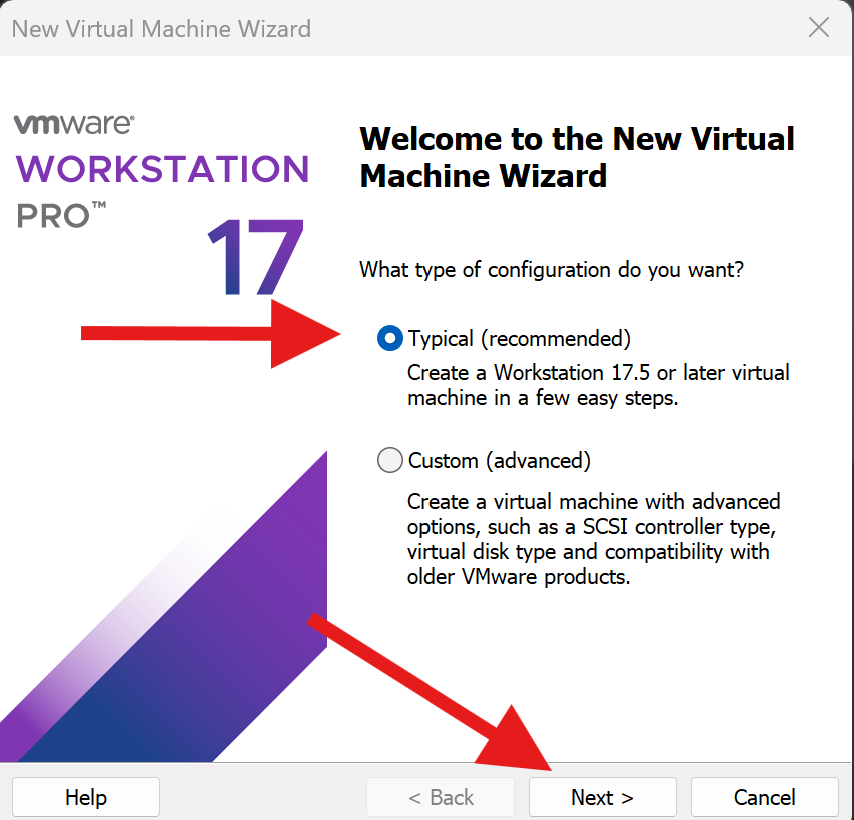 New Virtual Machine Wizard
vmware®
WORKSTATION
PRO™
17
Welcome to the New Virtual
Machine Wizard
What type of configuration do you want?
Typical (recommended)
Create a Workstation 17.5 or later virtual
machine in a few easy steps.
Custom (advanced)
Create a virtual machine with advanced
options, such as a SCSI controller type,
virtual disk type and compatibility with
older VMware products.
Help
< Back
Next >
Cancel